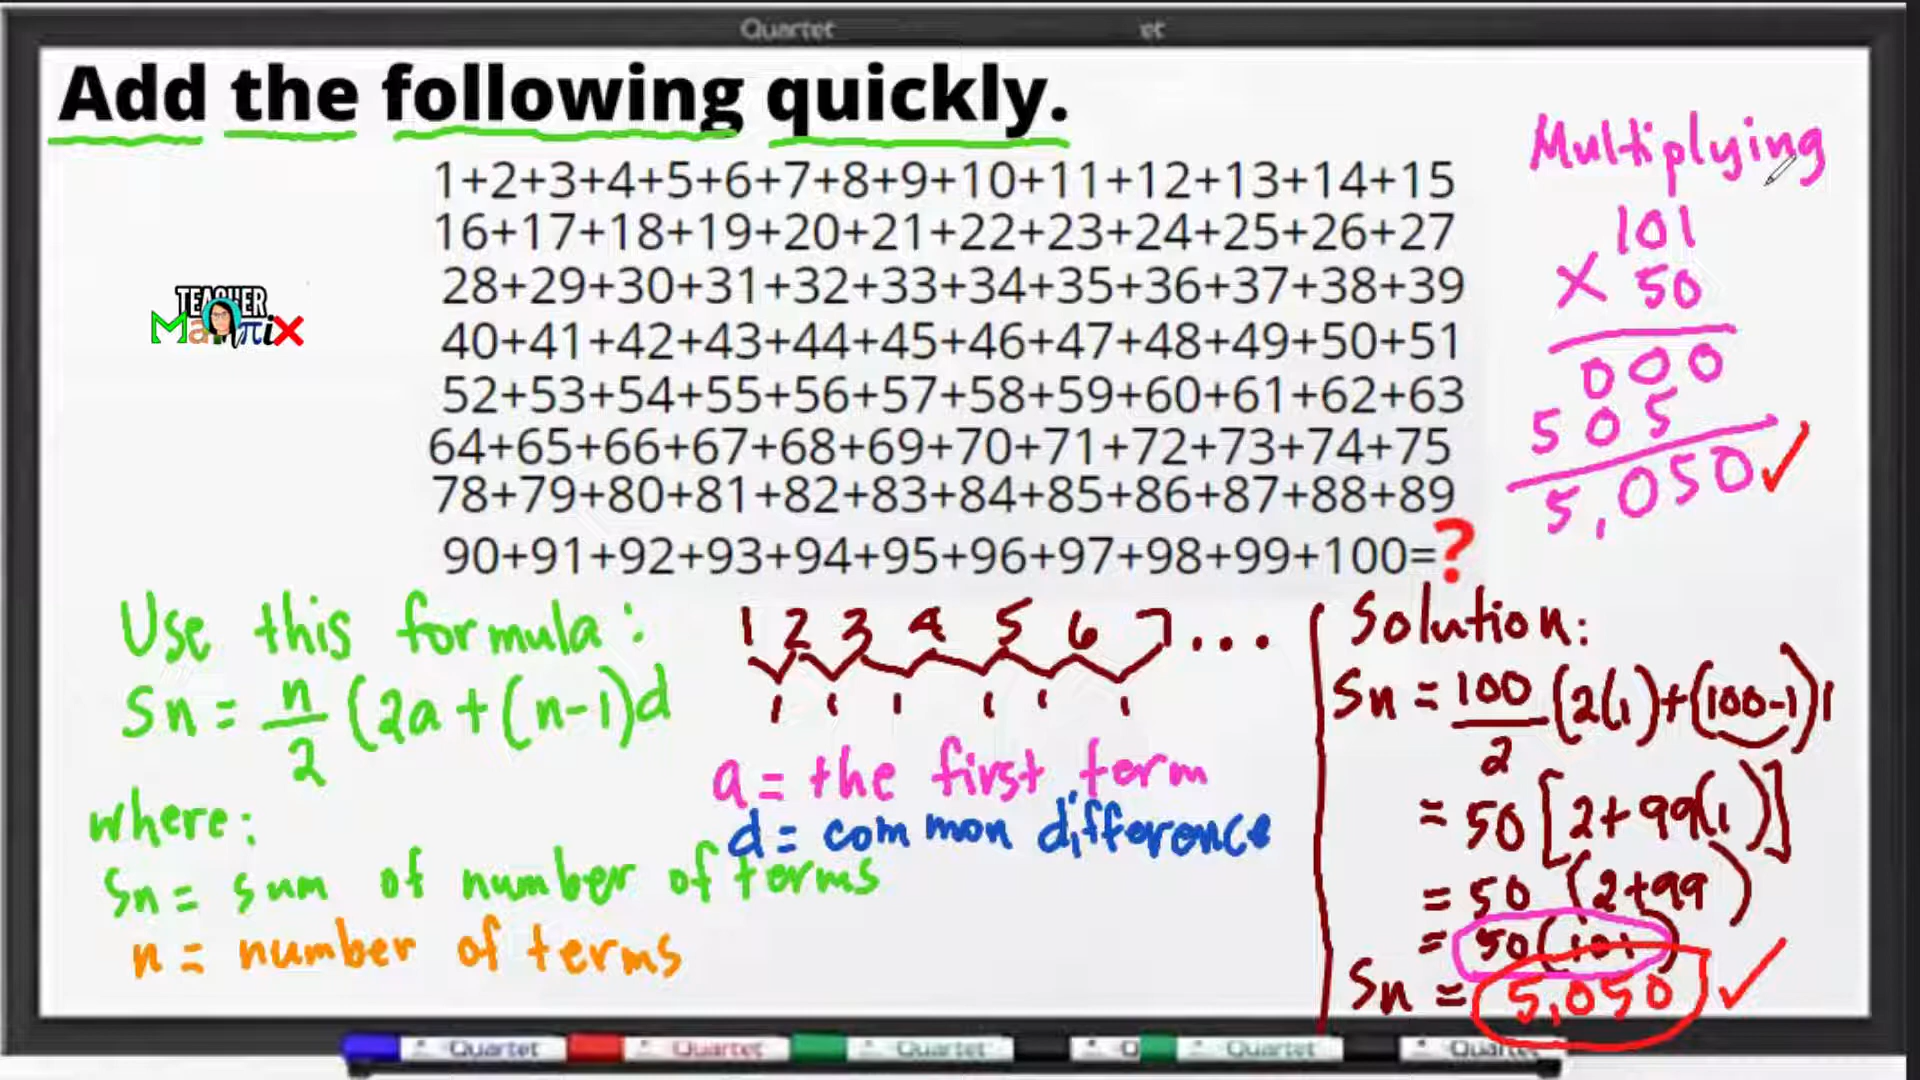 Quartet et
Add the following quickly.
1+2+3+4+5+6+7+8+9+10+11+12+13+14+15
16+17+18+19+20+21+22+23+24+25+26+27
28+29+30+31+32+33+34+35+36+37+38+39
40+41+42+43+44+45+46+47+48+49+50+51
52+53+54+55+56+57+58+59+60+61+62+63
64+65+66+67+68+69+70+71+72+73+74+75
78+79+80+81+82+83+84+85+86+87+88+89
90+91+92+93+94+95+96+97+98+99+100=?
TEACHER
Multiplying
101
× 50
000
505
5,050 ✓
Use this formula:
Sn = n/2 (2a + (n-1)d
where:
Sn = sum of number of terms
n = number of terms
1 2 3 4 5 6 7 ...
1 1 1 1 1 1
a = the first term
d = common difference
Solution:
Sn = 100/2 (2(1)+(100-1)1
= 50 [2+99(1)]
= 50 (2+99)
= 50(101)
Sn = 5,050 ✓
Quartet Quartet Quartet Q Quartet Quartet